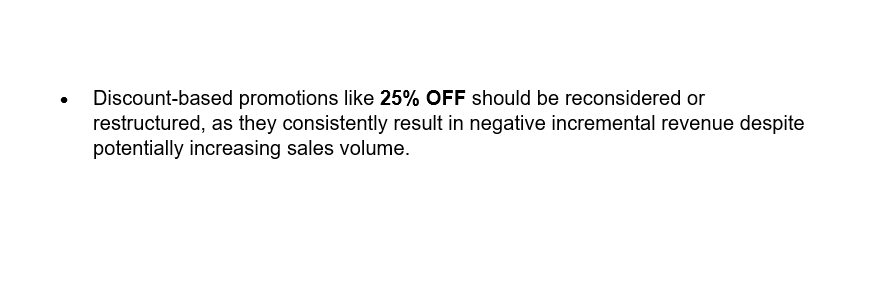 • Discount-based promotions like 25% OFF should be reconsidered or
restructured, as they consistently result in negative incremental revenue despite
potentially increasing sales volume.